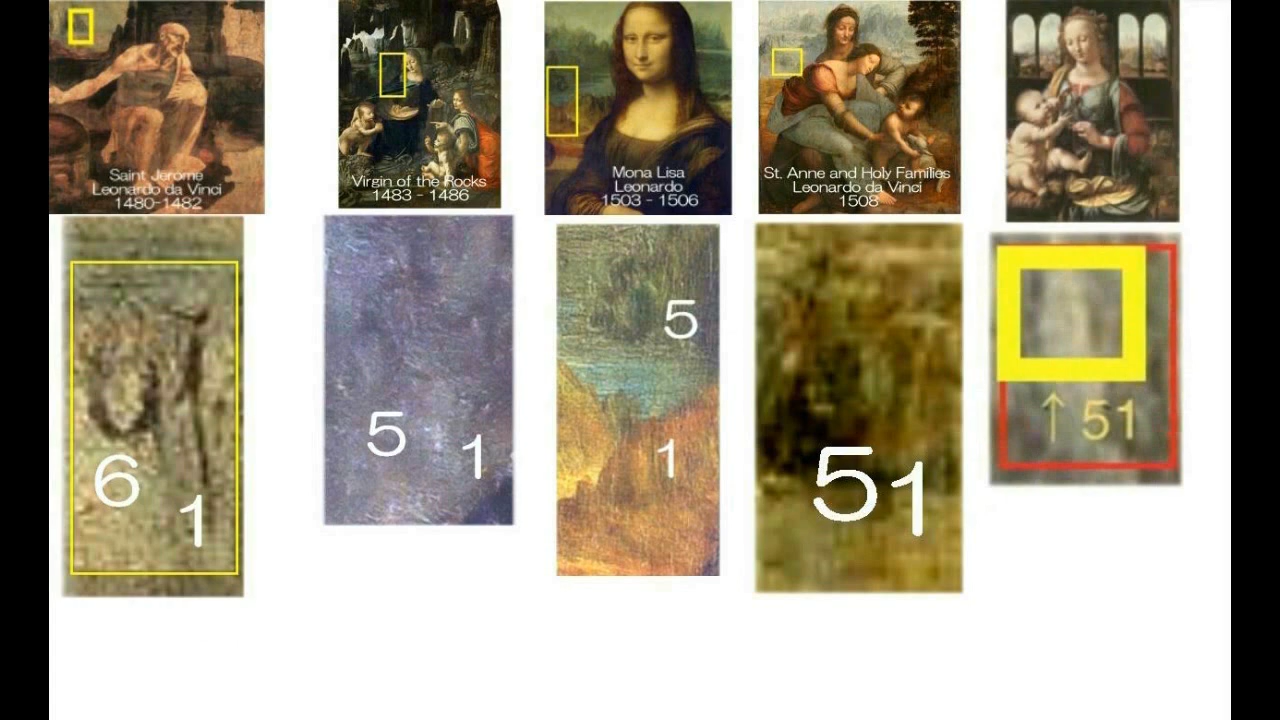 Saint Jerome
Leonardo da Vinci
1480-1482
Virgin of the Rocks
1483 - 1486
Mona Lisa
Leonardo
1503 - 1506
St. Anne and Holy Families
Leonardo da Vinci
1508
6
1
5
1
5
1
51
↑ 51